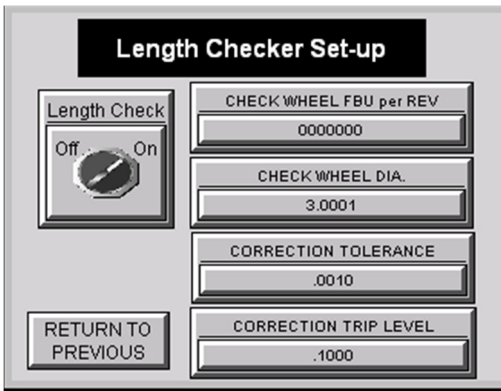 Length Checker Set-up
Length Check
Off On
CHECK WHEEL FBU per REV
0000000
CHECK WHEEL DIA.
3.0001
CORRECTION TOLERANCE
.0010
CORRECTION TRIP LEVEL
.1000
RETURN TO
PREVIOUS